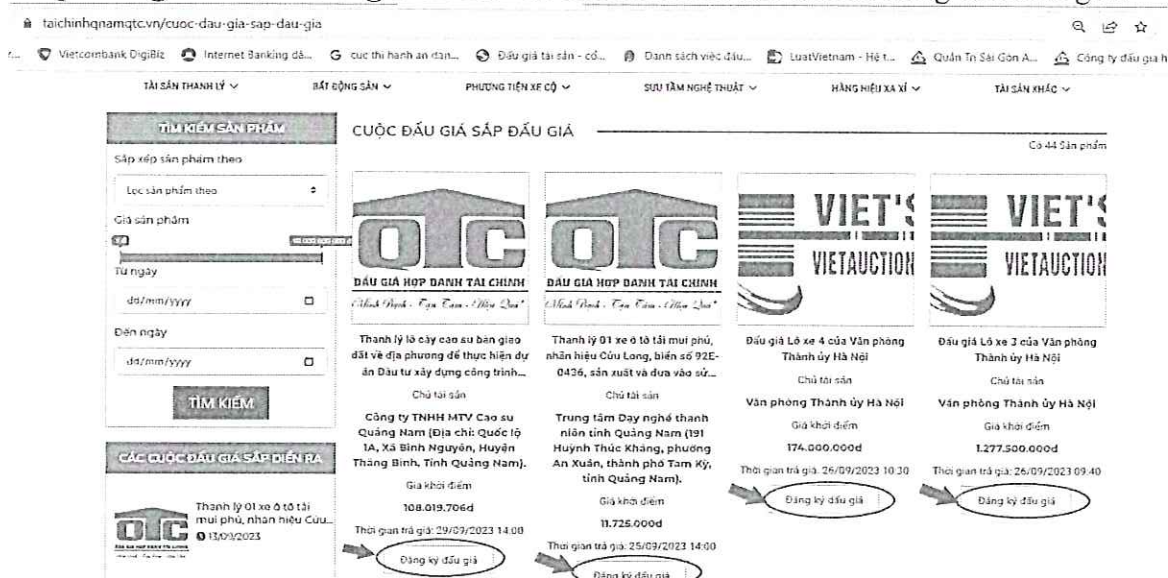 taichinhqnamqtc.vn/cuoc-dau-gia-sap-dau-gia
r... Vietcombank DigiBiz Internet Banking dà... cuc thi hanh an dan... Đấu giá tài sản - cổ... Danh sách việc đấu... LuatVietnam - Hệ t... Quản Trị Sài Gòn A... Công ty đấu giá h
TÀI SẢN THANH LÝ BẤT ĐỘNG SẢN PHƯƠNG TIỆN XE CỘ SƯU TẦM NGHỆ THUẬT HÀNG HIỆU XA XỈ TÀI SẢN KHÁC
TÌM KIẾM SẢN PHẨM
Sắp xếp sản phẩm theo
Lọc sản phẩm theo
Giá sản phẩm
Từ ngày
dd/mm/yyyy
Đến ngày
dd/mm/yyyy
TÌM KIẾM
CÁC CUỘC ĐẤU GIÁ SẮP DIỄN RA
QTC
Thanh lý 01 xe ô tô tải
mui phủ, nhãn hiệu Cửu...
13/09/2023
CUỘC ĐẤU GIÁ SẮP ĐẤU GIÁ
Có 44 Sản phẩm
QTC
ĐẤU GIÁ HỢP DANH TÀI CHÍNH
Minh Bạch - Tận Tâm - Hiệu Quả"
Thanh lý lô cây cao su bàn giao
đất về địa phương để thực hiện dự
án Đầu tư xây dựng công trình...
Chủ tài sản
Công ty TNHH MTV Cao su
Quảng Nam (Địa chỉ: Quốc lộ
1A, Xã Bình Nguyên, Huyện
Thăng Bình, Tỉnh Quảng Nam).
Giá khởi điểm
108.019.706đ
Thời gian trả giá: 29/09/2023 14:00
Đăng ký đấu giá
QTC
ĐẤU GIÁ HỢP DANH TÀI CHÍNH
"Minh Bạch - Tận Tâm - Hiệu Quả"
Thanh lý 01 xe ô tô tải mui phủ,
nhãn hiệu Cửu Long, biển số 92E-
0436, sản xuất và đưa vào sử...
Chủ tài sản
Trung tâm Dạy nghề thanh
niên tỉnh Quảng Nam (191
Huỳnh Thúc Kháng, phường
An Xuân, thành phố Tam Kỳ,
tỉnh Quảng Nam).
Giá khởi điểm
11.725.000đ
Thời gian trả giá: 25/09/2023 14:00
Đăng ký đấu giá
VIET'S
VIETAUCTION
Đấu giá Lô xe 4 của Văn phòng
Thành ủy Hà Nội
Chủ tài sản
Văn phòng Thành ủy Hà Nội
Giá khởi điểm
174.000.000đ
Thời gian trả giá: 26/09/2023 10:30
Đăng ký đấu giá
VIET'S
VIETAUCTION
Đấu giá Lô xe 3 của Văn phòng
Thành ủy Hà Nội
Chủ tài sản
Văn phòng Thành ủy Hà Nội
Giá khởi điểm
1.277.500.000đ
Thời gian trả giá: 26/09/2023 09:40
Đăng ký đấu giá